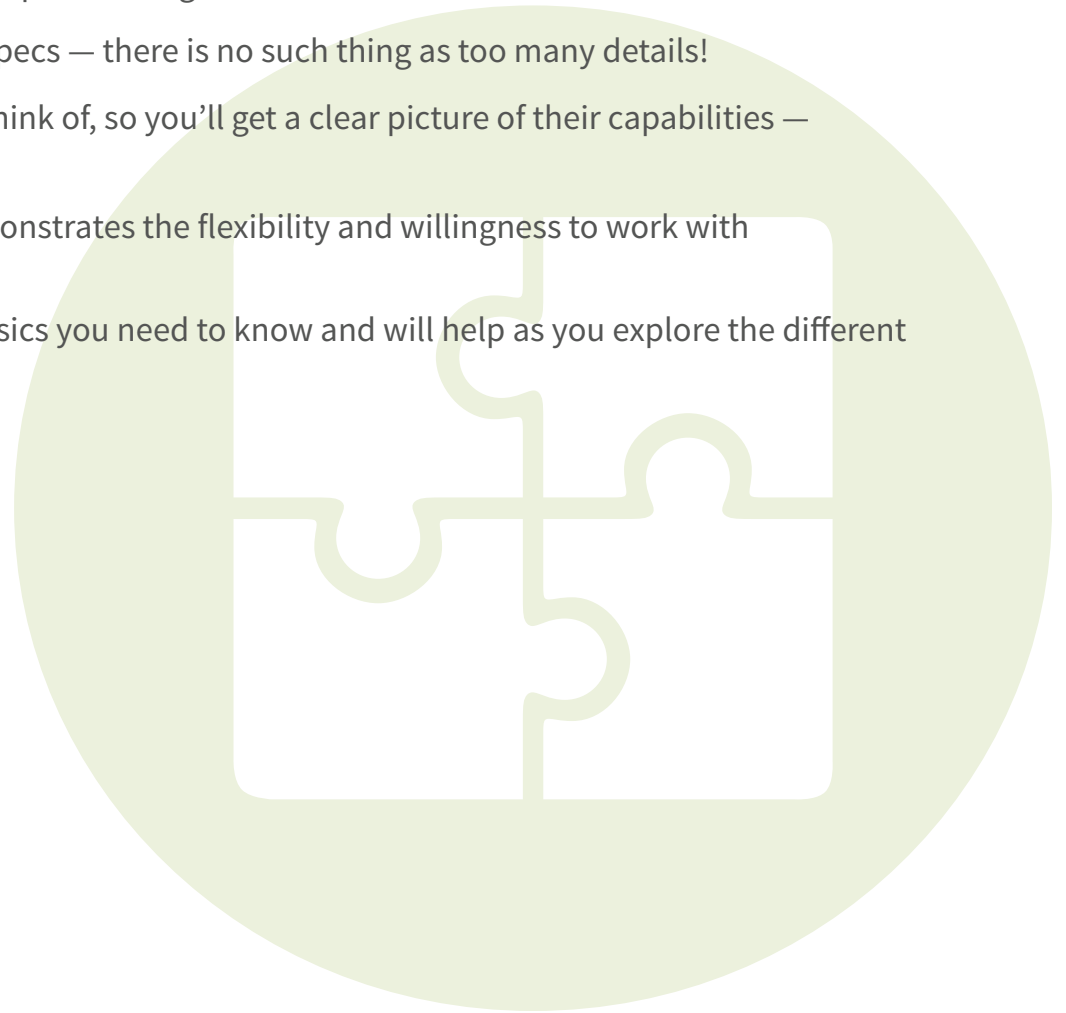 pecs — there is no such thing as too many details!
hink of, so you’ll get a clear picture of their capabilities —
onstrates the flexibility and willingness to work with
sics you need to know and will help as you explore the different